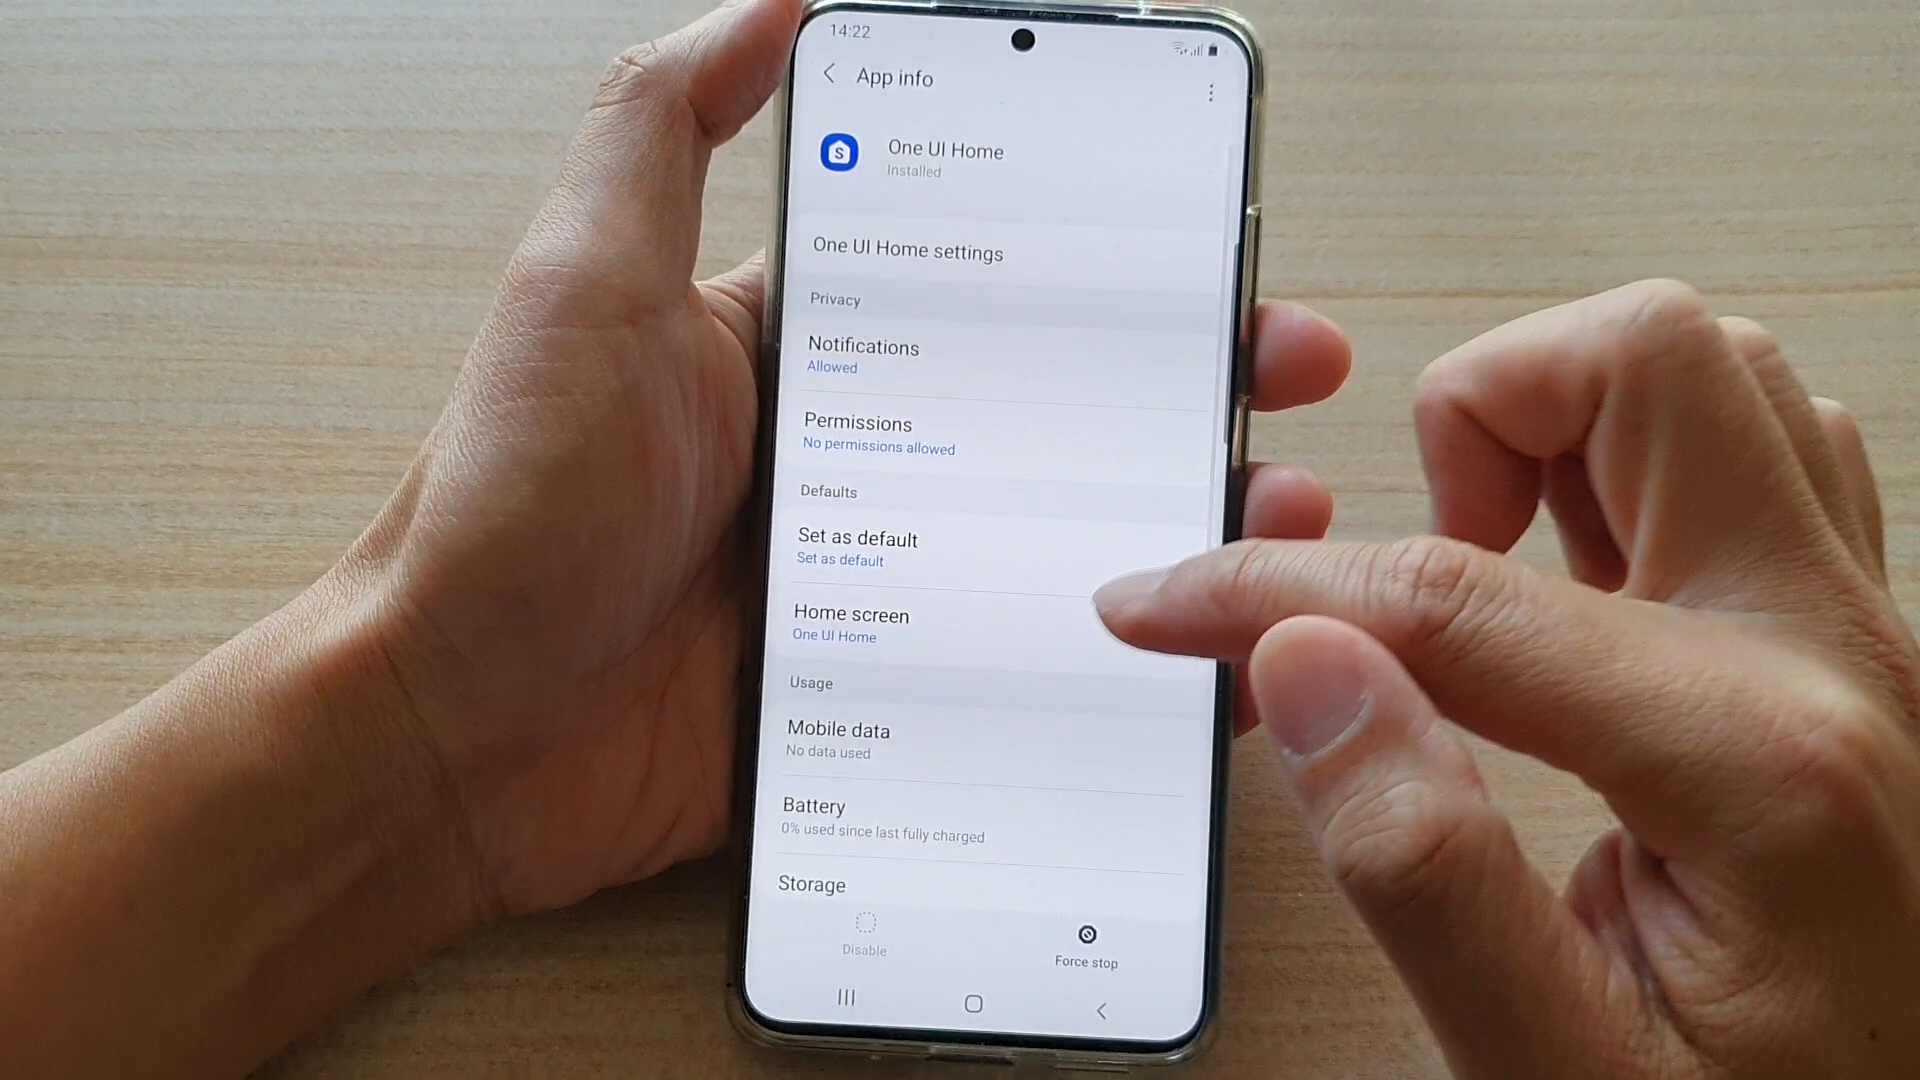 14:22
App info
S
One UI Home
Installed
One UI Home settings
Privacy
Notifications
Allowed
Permissions
No permissions allowed
Defaults
Set as default
Set as default
Home screen
One UI Home
Usage
Mobile data
No data used
Battery
0% used since last fully charged
Storage
Disable
Force stop